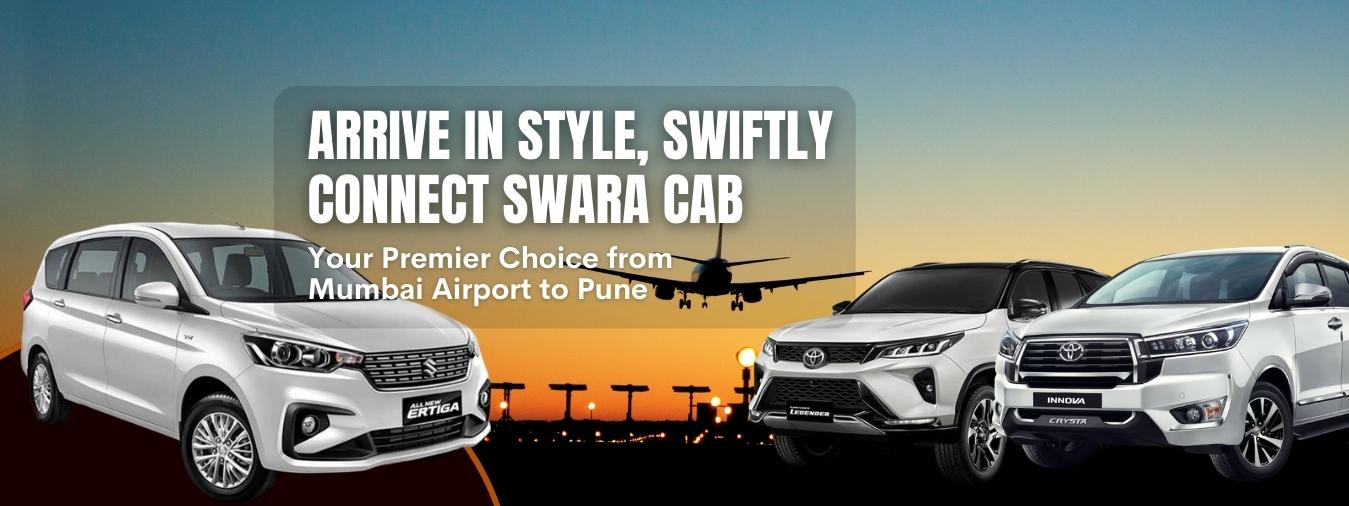 ARRIVE IN STYLE, SWIFTLY
CONNECT SWARA CAB
Your Premier Choice from
Mumbai Airport to Pune
ALL NEW
ERTIGA
LEGENDER
INNOVA
CRYSTA